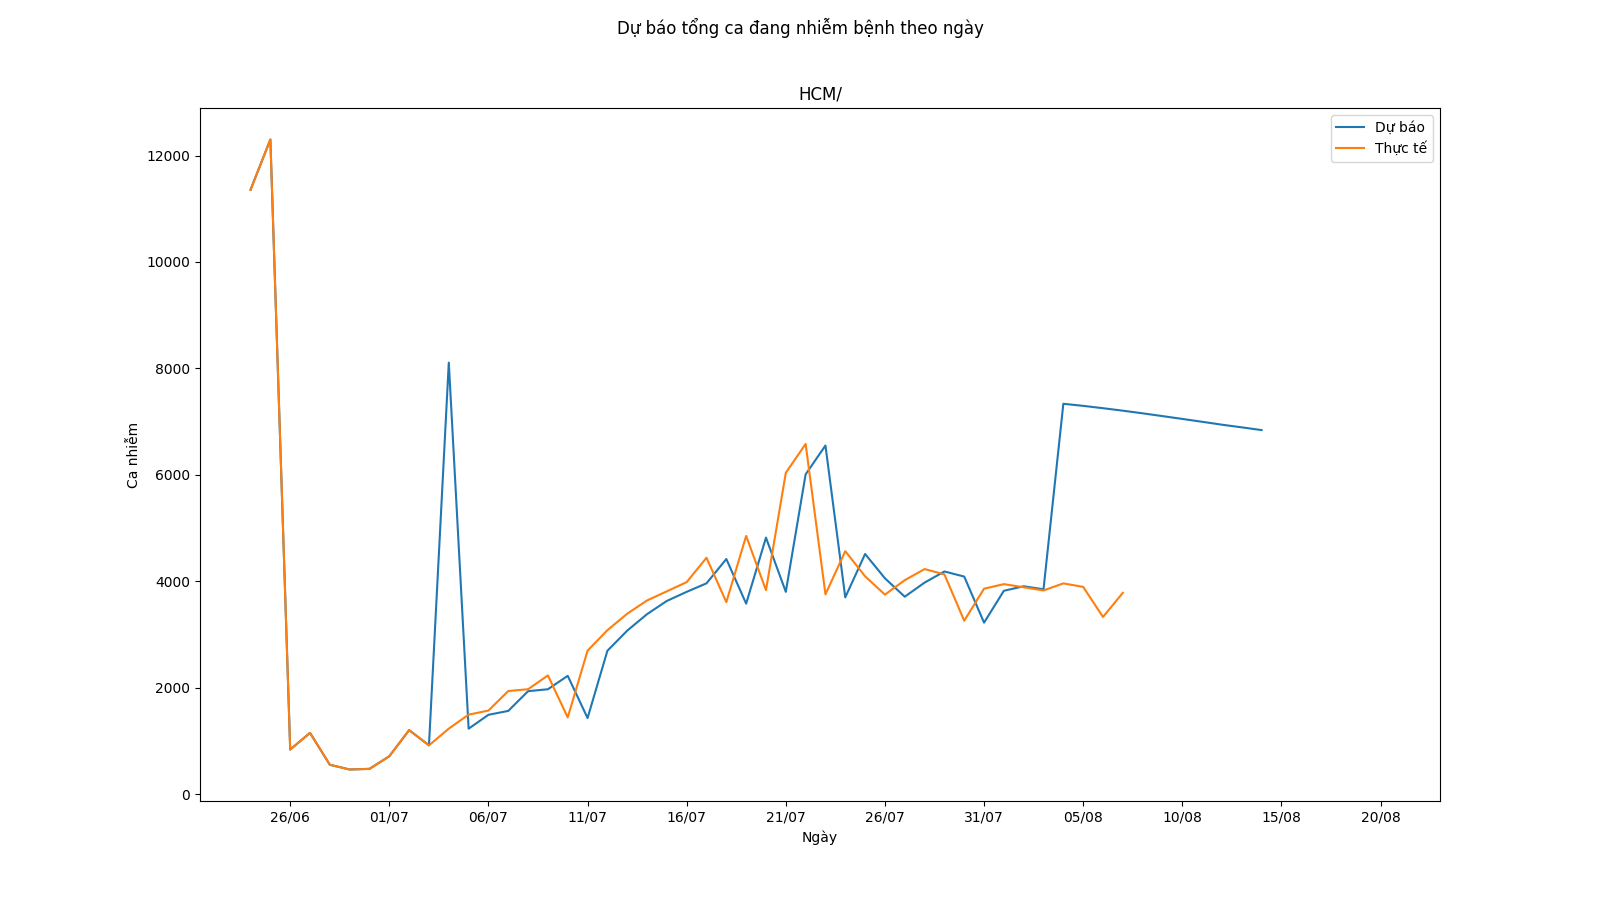 Dự báo tổng ca đang nhiễm bệnh theo ngày
HCM/
Dự báo
Thực tế
12000
10000
8000
6000
4000
2000
0
Ca nhiễm
26/06 01/07 06/07 11/07 16/07 21/07 26/07 31/07 05/08 10/08 15/08 20/08
Ngày